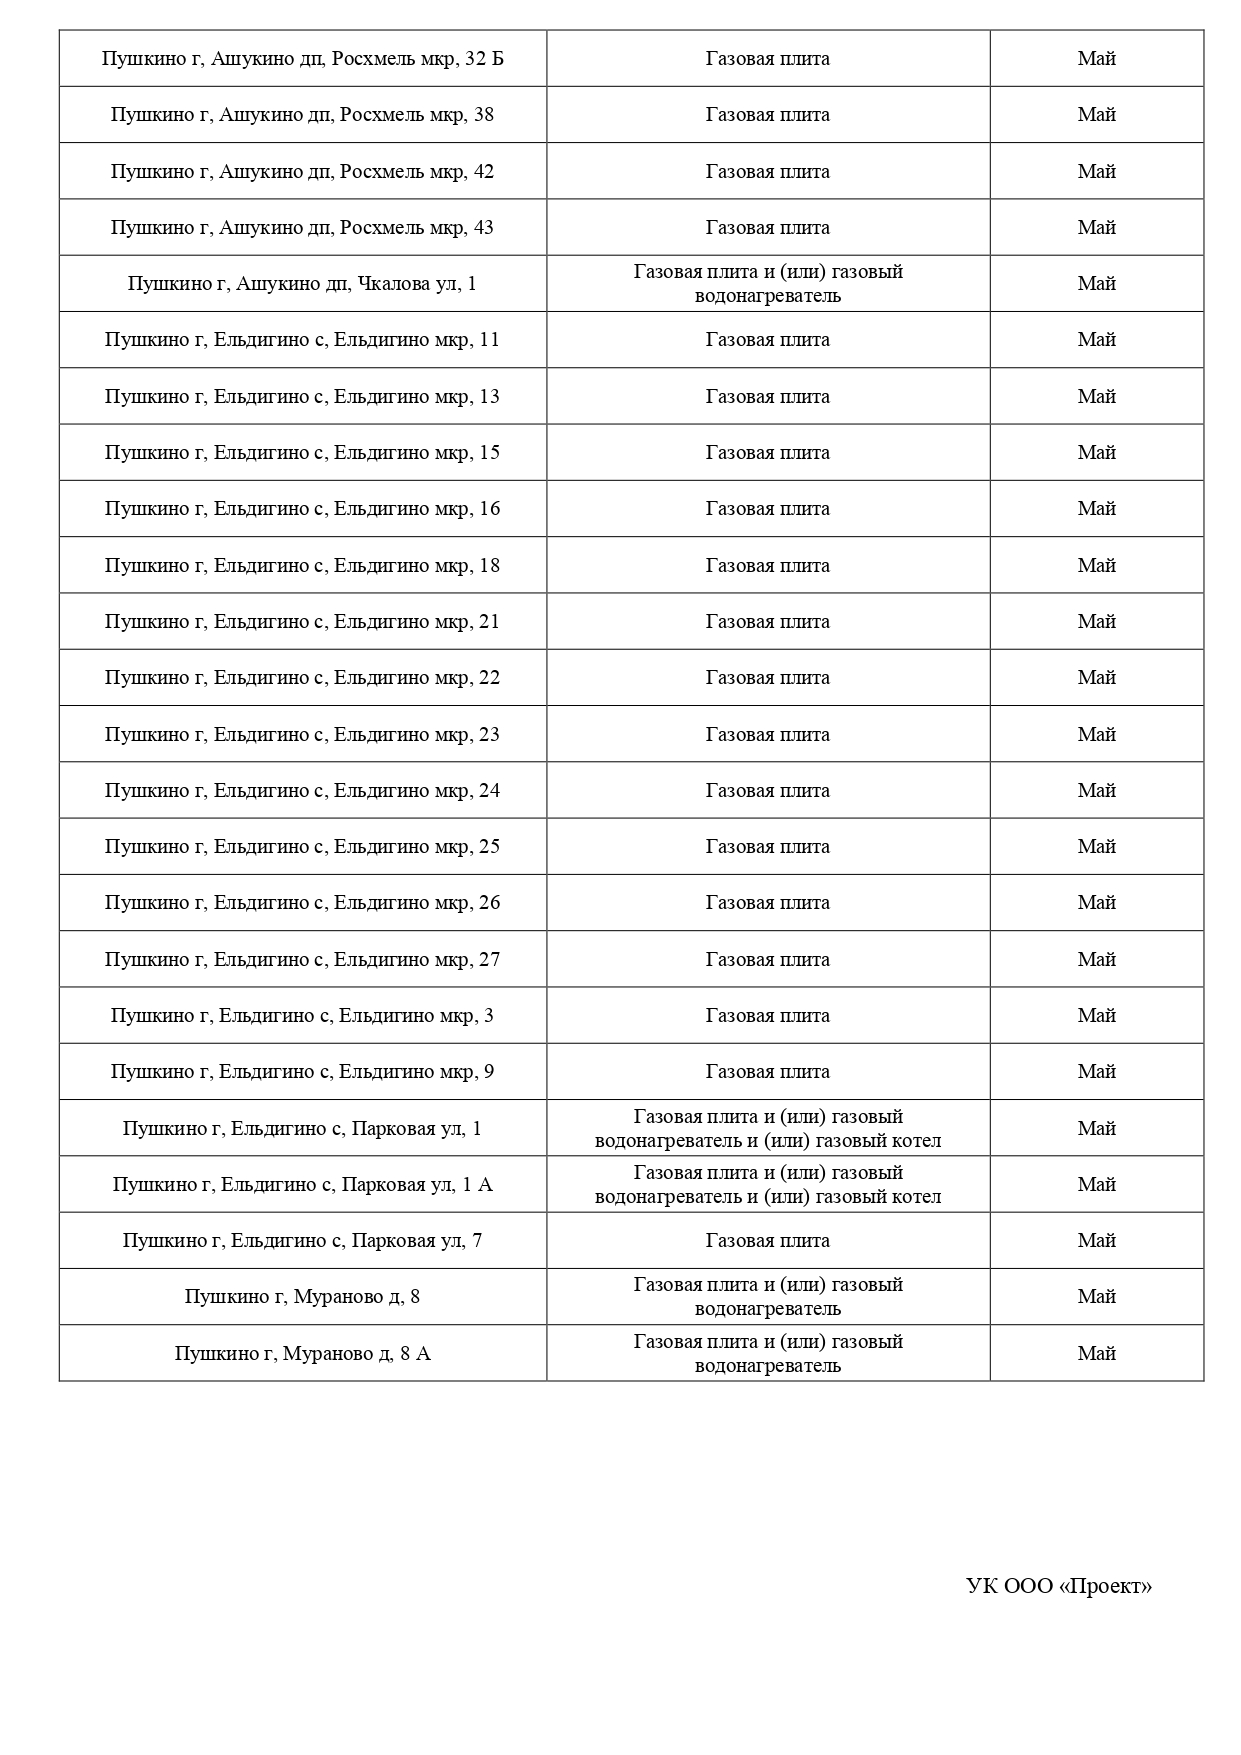 Пушкино г, Ашукино дп, Росхмель мкр, 32 Б Газовая плита Май
Пушкино г, Ашукино дп, Росхмель мкр, 38 Газовая плита Май
Пушкино г, Ашукино дп, Росхмель мкр, 42 Газовая плита Май
Пушкино г, Ашукино дп, Росхмель мкр, 43 Газовая плита Май
Пушкино г, Ашукино дп, Чкалова ул, 1 Газовая плита и (или) газовый
водонагреватель Май
Пушкино г, Ельдигино с, Ельдигино мкр, 11 Газовая плита Май
Пушкино г, Ельдигино с, Ельдигино мкр, 13 Газовая плита Май
Пушкино г, Ельдигино с, Ельдигино мкр, 15 Газовая плита Май
Пушкино г, Ельдигино с, Ельдигино мкр, 16 Газовая плита Май
Пушкино г, Ельдигино с, Ельдигино мкр, 18 Газовая плита Май
Пушкино г, Ельдигино с, Ельдигино мкр, 21 Газовая плита Май
Пушкино г, Ельдигино с, Ельдигино мкр, 22 Газовая плита Май
Пушкино г, Ельдигино с, Ельдигино мкр, 23 Газовая плита Май
Пушкино г, Ельдигино с, Ельдигино мкр, 24 Газовая плита Май
Пушкино г, Ельдигино с, Ельдигино мкр, 25 Газовая плита Май
Пушкино г, Ельдигино с, Ельдигино мкр, 26 Газовая плита Май
Пушкино г, Ельдигино с, Ельдигино мкр, 27 Газовая плита Май
Пушкино г, Ельдигино с, Ельдигино мкр, 3 Газовая плита Май
Пушкино г, Ельдигино с, Ельдигино мкр, 9 Газовая плита Май
Пушкино г, Ельдигино с, Парковая ул, 1 Газовая плита и (или) газовый
водонагреватель и (или) газовый котел Май
Пушкино г, Ельдигино с, Парковая ул, 1 А Газовая плита и (или) газовый
водонагреватель и (или) газовый котел Май
Пушкино г, Ельдигино с, Парковая ул, 7 Газовая плита Май
Пушкино г, Мураново д, 8 Газовая плита и (или) газовый
водонагреватель Май
Пушкино г, Мураново д, 8 А Газовая плита и (или) газовый
водонагреватель Май
УК ООО «Проект»